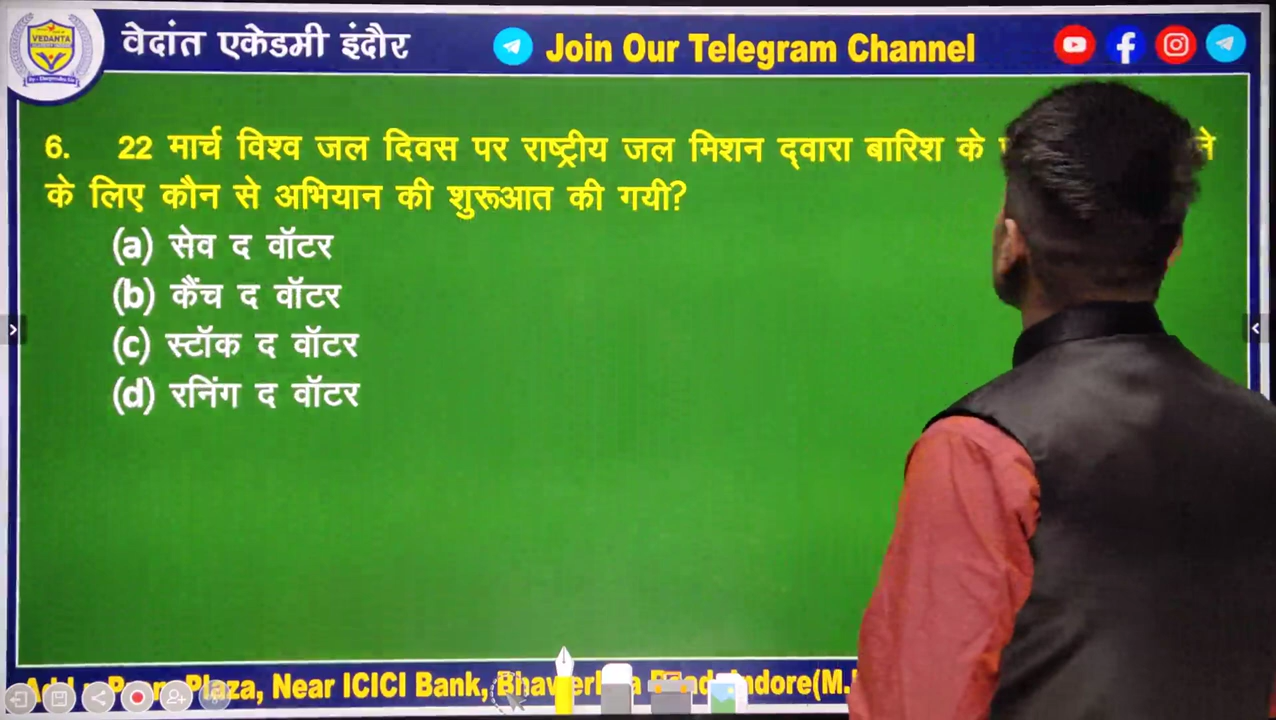 VEDANTA
वेदांत एकेडमी इंदौर
Join Our Telegram Channel
6. 22 मार्च विश्व जल दिवस पर राष्ट्रीय जल मिशन द्वारा बारिश के
के लिए कौन से अभियान की शुरूआत की गयी?
(a) सेव द वॉटर
(b) कैंच द वॉटर
(c) स्टॉक द वॉटर
(d) रनिंग द वॉटर
Plaza, Near ICICI Bank,